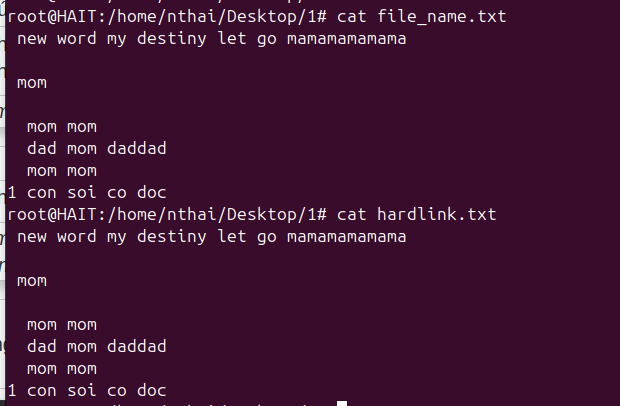 root@HAIT:/home/nthai/Desktop/1# cat file_name.txt
 new word my destiny let go mamamamamama

 mom

  mom mom
  dad mom daddad
  mom mom
1 con soi co doc
root@HAIT:/home/nthai/Desktop/1# cat hardlink.txt
 new word my destiny let go mamamamamama

 mom

  mom mom
  dad mom daddad
  mom mom
1 con soi co doc